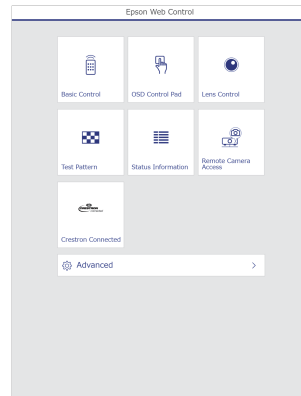 Epson Web Control
Basic Control
OSD Control Pad
Lens Control
Test Pattern
Status Information
Remote Camera
Access
CRESTRON
Crestron Connected
Advanced